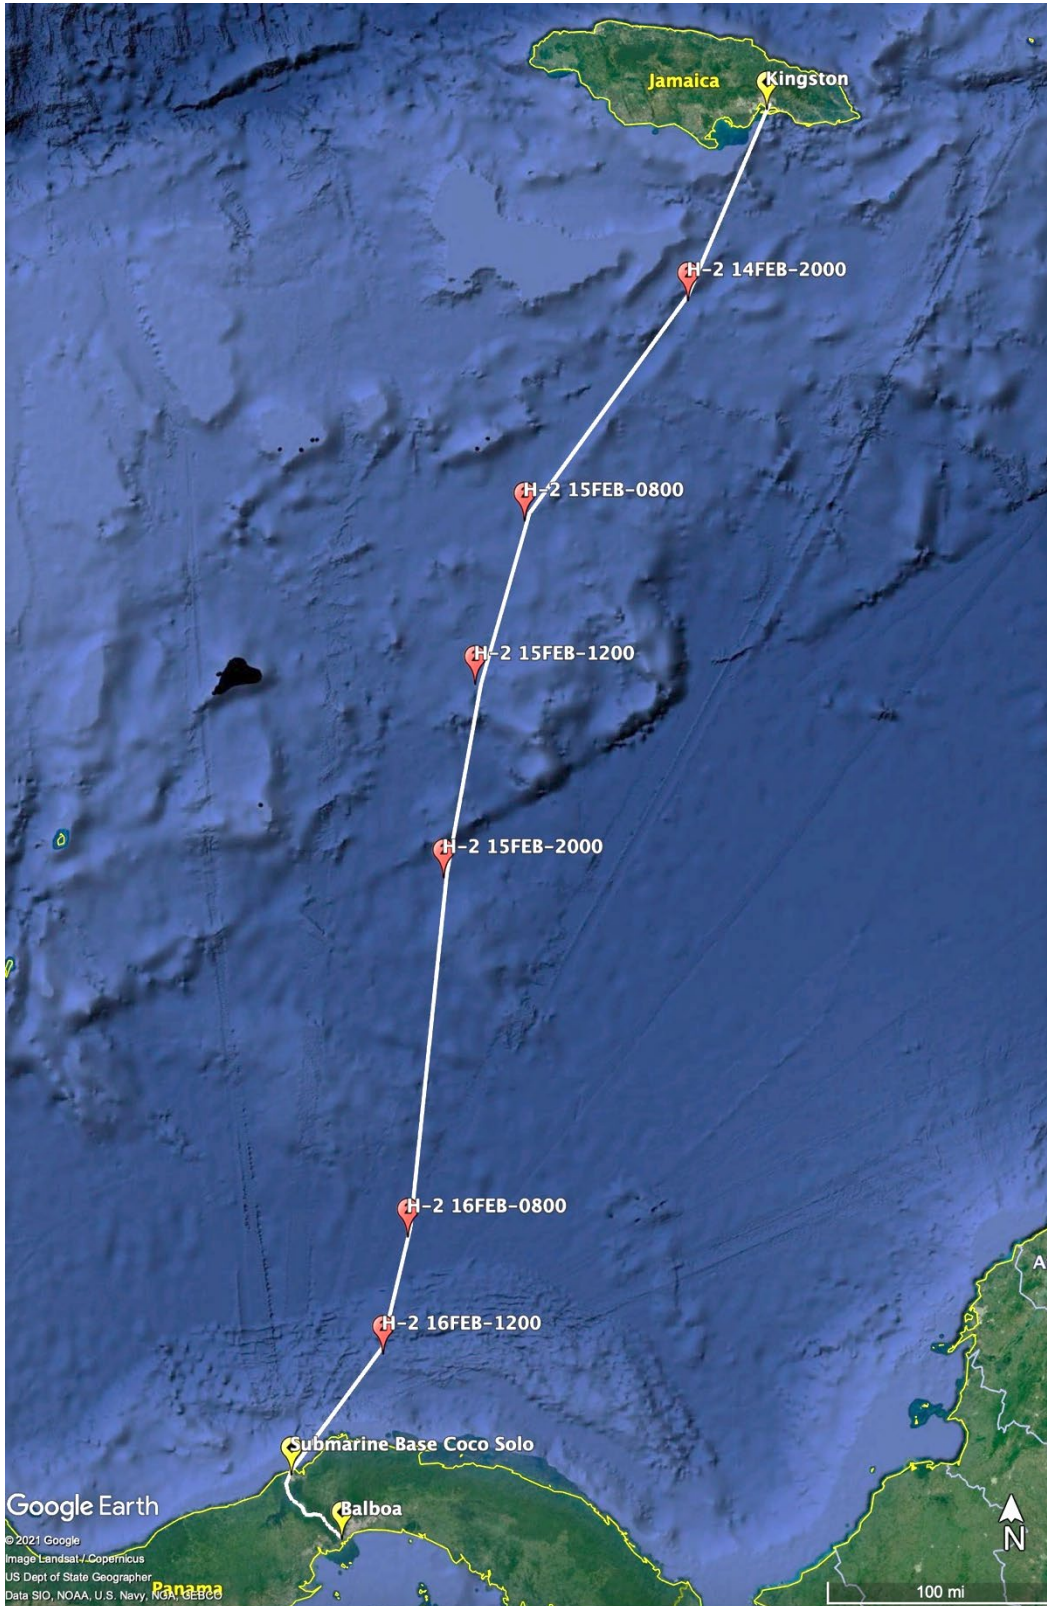 Kingston
Jamaica
H-2 14FEB-2000
H-2 15FEB-0800
H-2 15FEB-1200
H-2 15FEB-2000
H-2 16FEB-0800
A
H-2 16FEB-1200
Submarine Base Coco Solo
Google Earth
Balboa
N
© 2021 Google
Image Landsat / Copernicus
US Dept of State Geographer
Data SIO, NOAA, U.S. Navy, NGA, GEBCO
Panama
100 mi